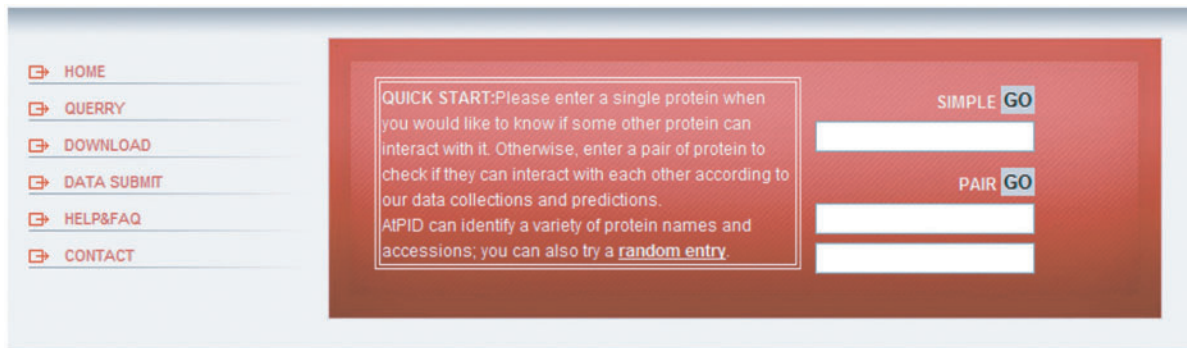 HOME
QUERRY
DOWNLOAD
DATA SUBMIT
HELP&FAQ
CONTACT
QUICK START:Please enter a single protein when
you would like to know if some other protein can
interact with it. Otherwise, enter a pair of protein to
check if they can interact with each other according to
our data collections and predictions.
AtPID can identify a variety of protein names and
accessions; you can also try a random entry.
SIMPLE GO
PAIR GO